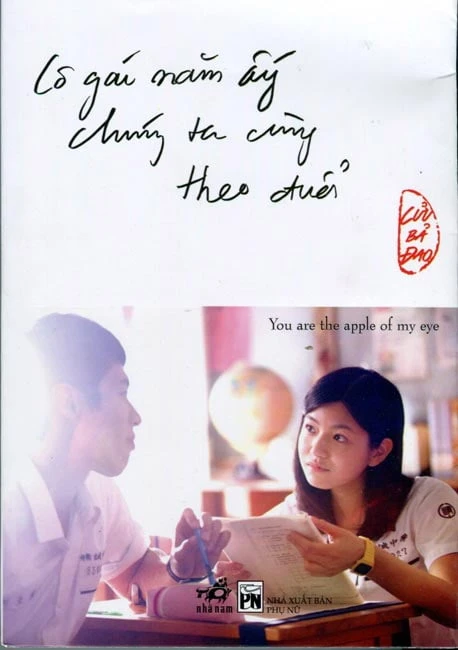 Cô gái năm ấy
chúng ta cùng
theo đuổi
CỬU
BẢ
ĐAO
You are the apple of my eye
nhã nam
PN
NHÀ XUẤT BẢN
PHỤ NỮ